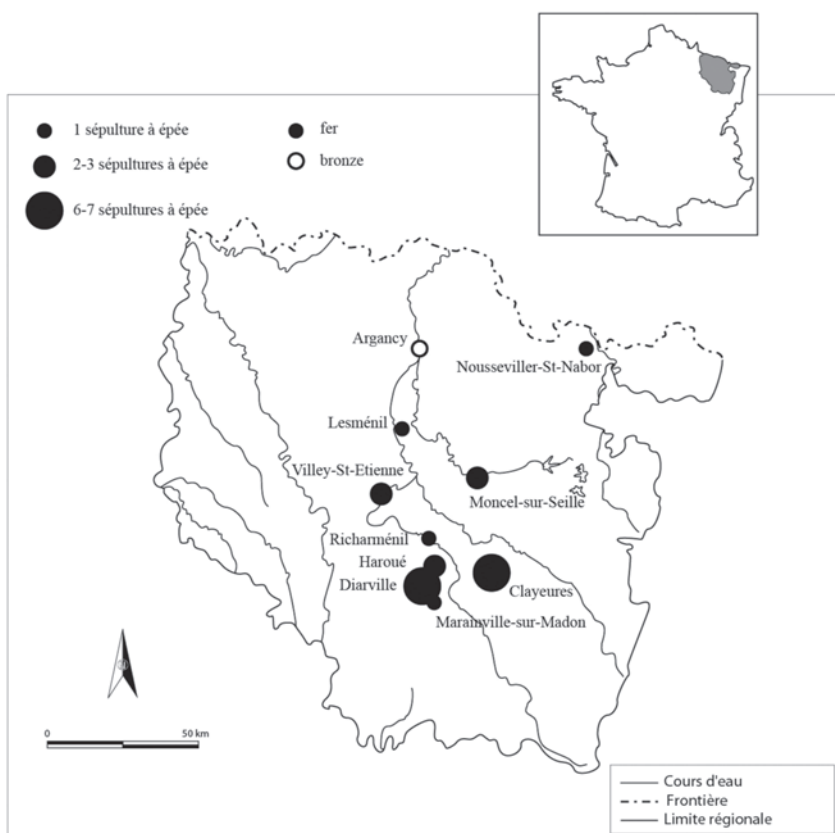 1 sépulture à épée
2-3 sépultures à épée
6-7 sépultures à épée
fer
bronze
Argancy
Nousseviller-St-Nabor
Lesménil
Villey-St-Etienne
Moncel-sur-Seille
Richarménil
Haroué
Diarville
Clayeures
Marainville-sur-Madon
0 50 km
Cours d'eau
Frontière
Limite régionale